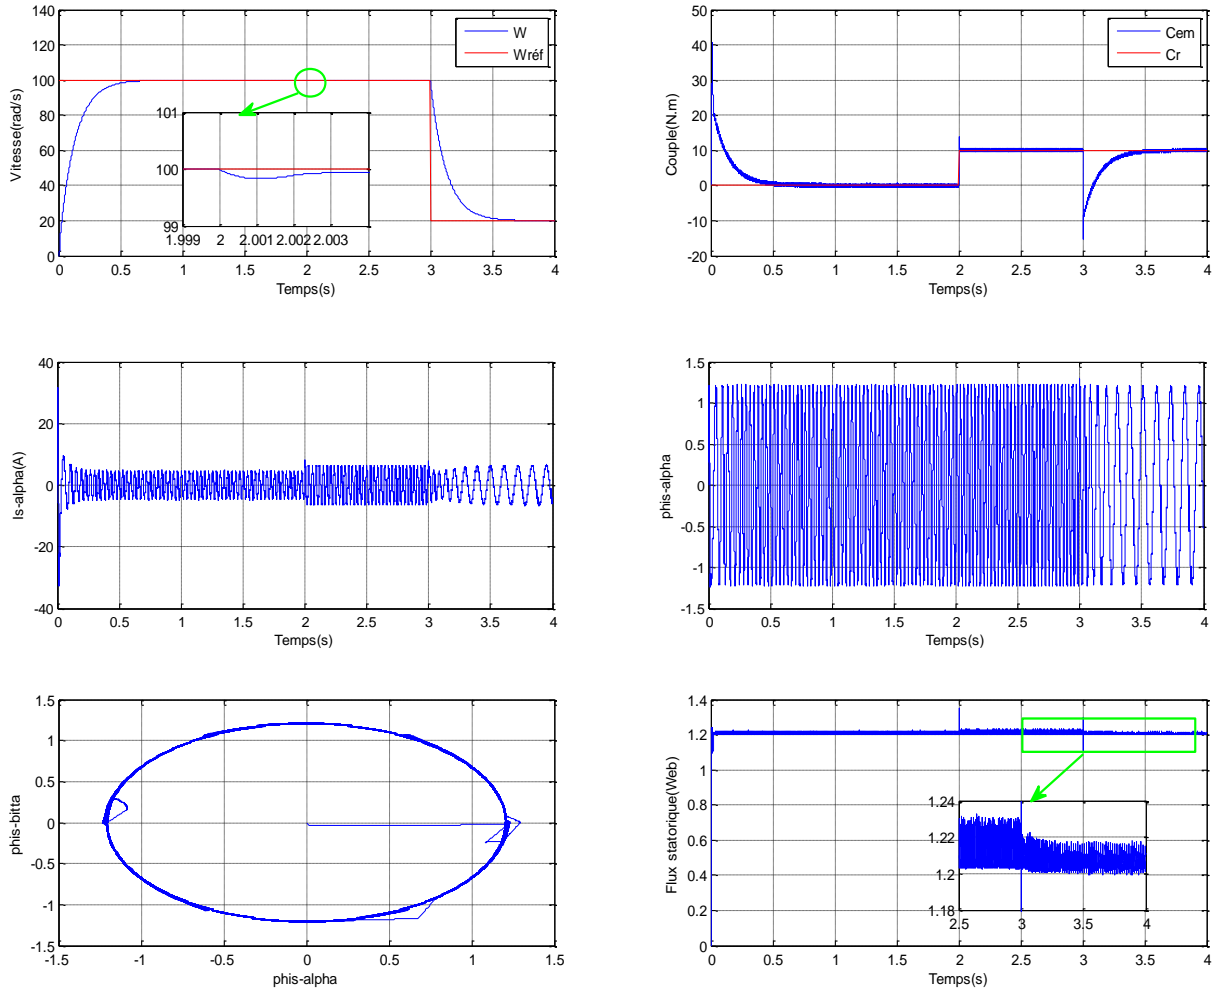 140
120
100
80
60
40
20
0
Vitesse(rad/s)
W
Wréf
101
100
99
1.999 2 2.001 2.002 2.003
0 0.5 1 1.5 2 2.5 3 3.5 4
Temps(s)
50
40
30
20
10
0
-10
-20
Couple(N.m)
Cem
Cr
0 0.5 1 1.5 2 2.5 3 3.5 4
Temps(s)
40
20
0
-20
-40
Is-alpha(A)
0 0.5 1 1.5 2 2.5 3 3.5 4
Temps(s)
1.5
1
0.5
0
-0.5
-1
-1.5
phis-alpha
0 0.5 1 1.5 2 2.5 3 3.5 4
Temps(s)
1.5
1
0.5
0
-0.5
-1
-1.5
phis-bitta
-1.5 -1 -0.5 0 0.5 1 1.5
phis-alpha
1.4
1.2
1
0.8
0.6
0.4
0.2
0
Flux statorique(Web)
1.24
1.22
1.2
1.18
2.5 3 3.5 4
0 0.5 1 1.5 2 2.5 3 3.5 4
Temps(s)